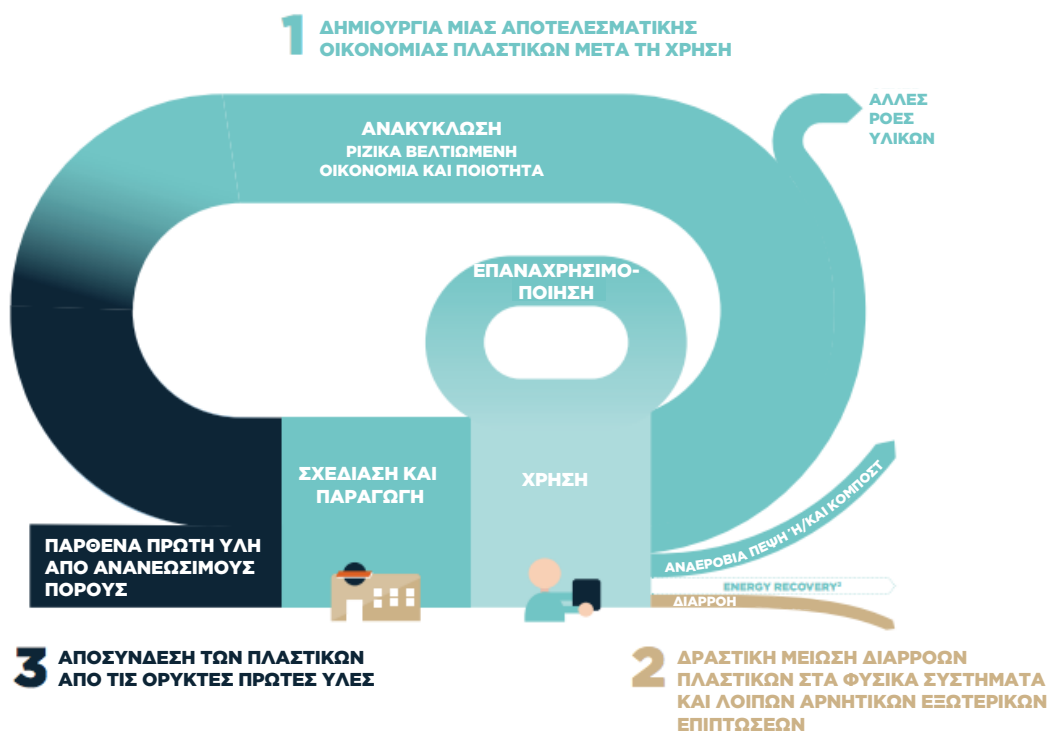 1 ΔΗΜΙΟΥΡΓΙΑ ΜΙΑΣ ΑΠΟΤΕΛΕΣΜΑΤΙΚΗΣ
ΟΙΚΟΝΟΜΙΑΣ ΠΛΑΣΤΙΚΩΝ ΜΕΤΑ ΤΗ ΧΡΗΣΗ
ΑΛΛΕΣ
ΡΟΕΣ
ΥΛΙΚΩΝ
ΑΝΑΚΥΚΛΩΣΗ
ΡΙΖΙΚΑ ΒΕΛΤΙΩΜΕΝΗ
ΟΙΚΟΝΟΜΙΑ ΚΑΙ ΠΟΙΟΤΗΤΑ
ΕΠΑΝΑΧΡΗΣΙΜΟ-
ΠΟΙΗΣΗ
ΣΧΕΔΙΑΣΗ ΚΑΙ
ΠΑΡΑΓΩΓΗ
ΧΡΗΣΗ
ΠΑΡΘΕΝΑ ΠΡΩΤΗ ΥΛΗ
ΑΠΟ ΑΝΑΝΕΩΣΙΜΟΥΣ
ΠΟΡΟΥΣ
ΑΝΑΕΡΟΒΙΑ ΠΕΨΗ Ή/ΚΑΙ ΚΟΜΠΟΣΤ
ENERGY RECOVERY²
ΔΙΑΡΡΟΗ
3 ΑΠΟΣΥΝΔΕΣΗ ΤΩΝ ΠΛΑΣΤΙΚΩΝ
ΑΠΟ ΤΙΣ ΟΡΥΚΤΕΣ ΠΡΩΤΕΣ ΥΛΕΣ
2 ΔΡΑΣΤΙΚΗ ΜΕΙΩΣΗ ΔΙΑΡΡΟΩΝ
ΠΛΑΣΤΙΚΩΝ ΣΤΑ ΦΥΣΙΚΑ ΣΥΣΤΗΜΑΤΑ
ΚΑΙ ΛΟΙΠΩΝ ΑΡΝΗΤΙΚΩΝ ΕΞΩΤΕΡΙΚΩΝ
ΕΠΙΠΤΩΣΕΩΝ